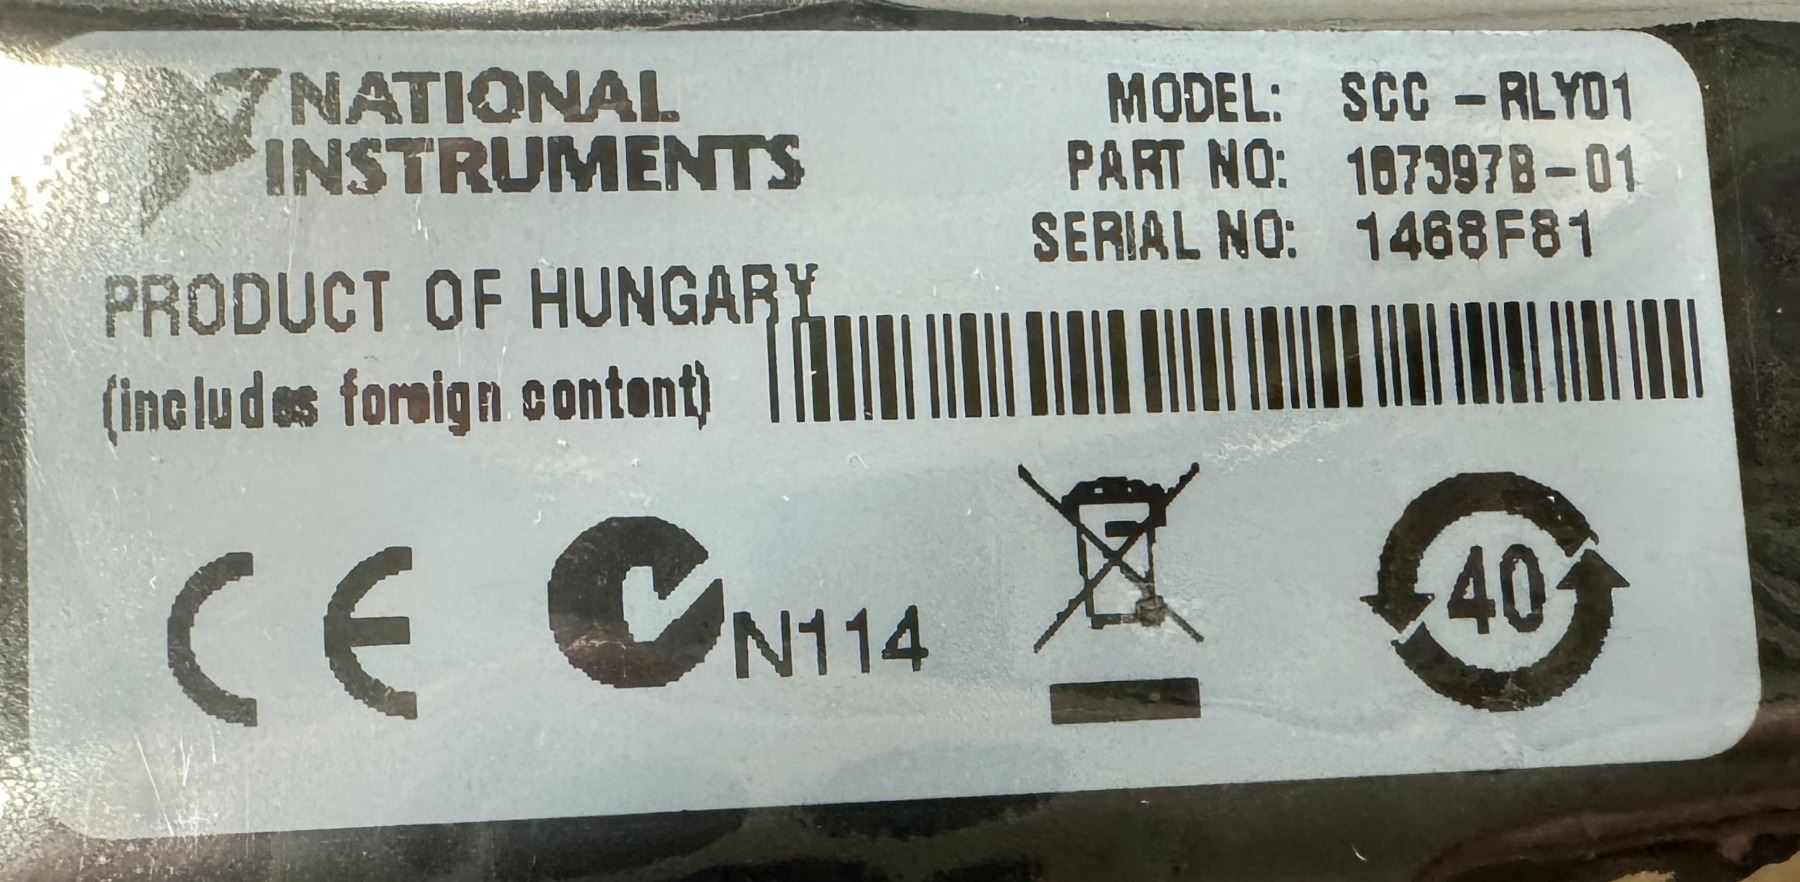 NATIONAL
INSTRUMENTS
MODEL: SCC - RLY01
PART NO: 187397B-01
SERIAL NO: 1468F81
PRODUCT OF HUNGARY
(includes foreign content)
CE
N114
40